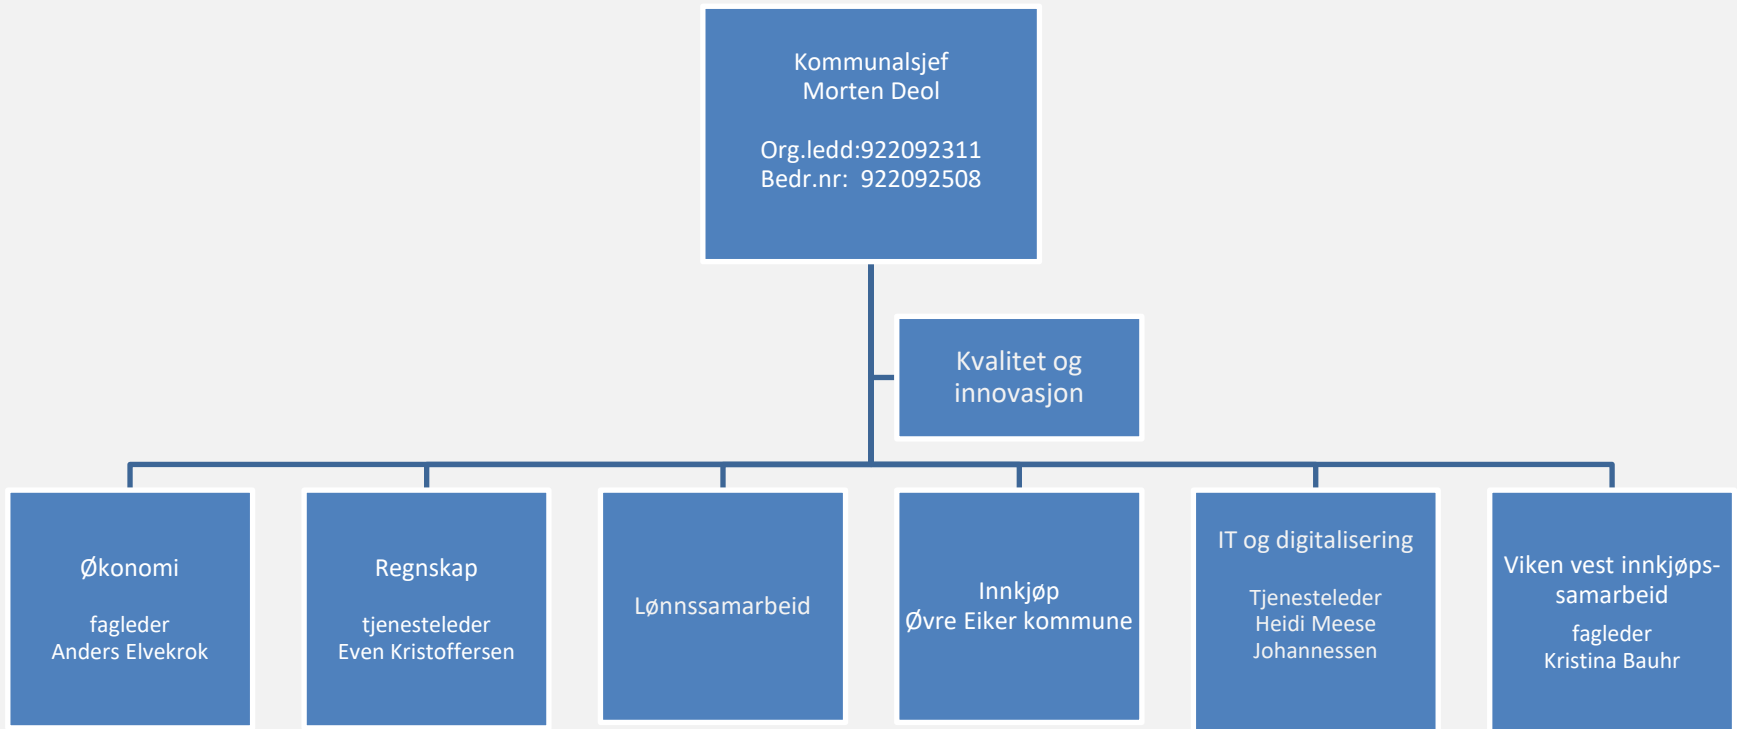 Kommunalsjef
Morten Deol
Org.ledd:922092311
Bedr.nr: 922092508
Kvalitet og
innovasjon
Økonomi
fagleder
Anders Elvekrok
Regnskap
tjenesteleder
Even Kristoffersen
Lønnssamarbeid
Innkjøp
Øvre Eiker kommune
IT og digitalisering
Tjenesteleder
Heidi Meese
Johannessen
Viken vest innkjøps-
samarbeid
fagleder
Kristina Bauhr